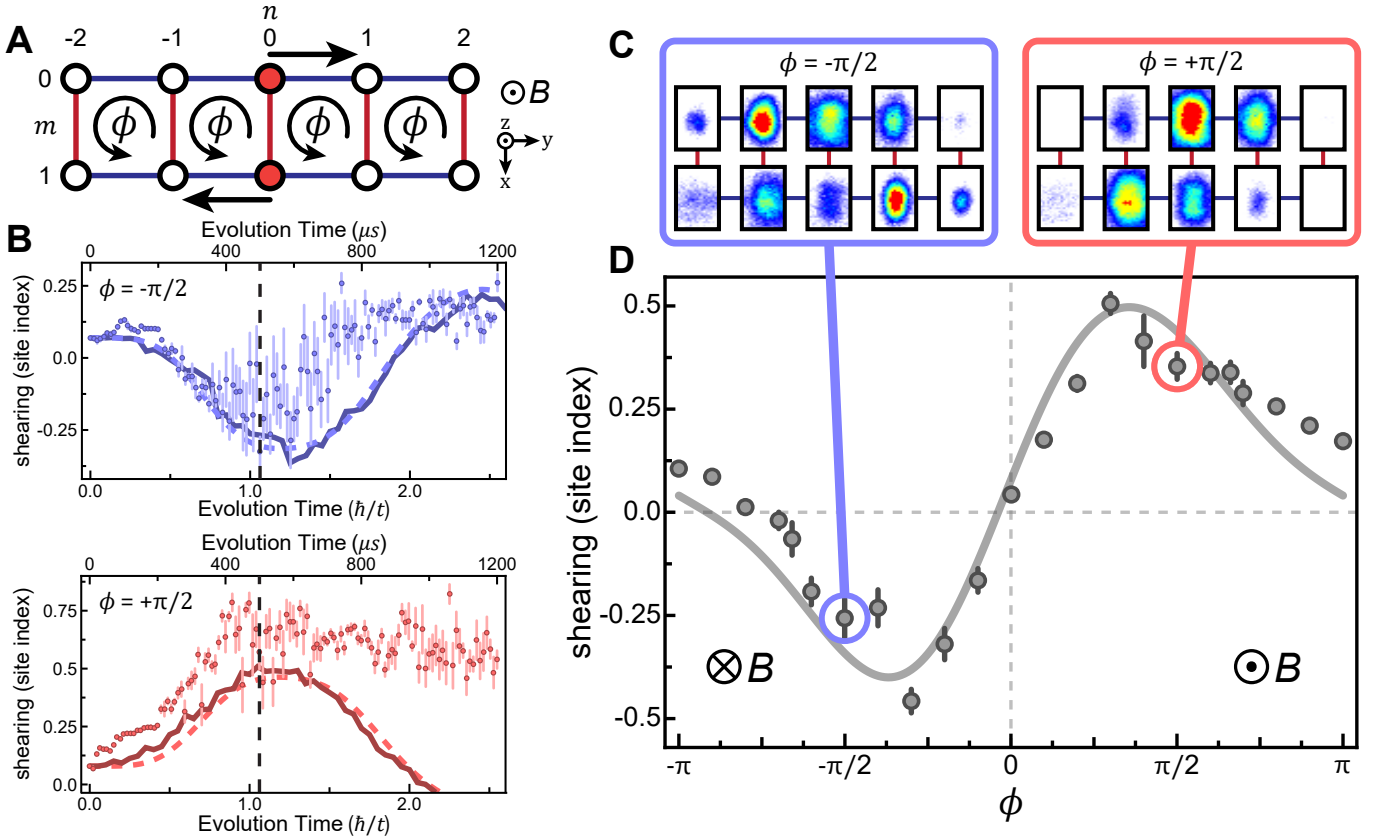 A
n
-2 -1 0 1 2
0
ϕ ϕ ϕ ϕ
B
m
z
y
x
1
B
Evolution Time (μs)
0 400 800 1200
ϕ = -π/2
shearing (site index)
0.25
0.0
-0.25
0.0 1.0 2.0
Evolution Time (ħ/t)
Evolution Time (μs)
0 400 800 1200
ϕ = +π/2
shearing (site index)
0.75
0.5
0.25
0.0
0.0 1.0 2.0
Evolution Time (ħ/t)
C
ϕ = -π/2
ϕ = +π/2
D
shearing (site index)
0.5
0.25
0.0
-0.25
-0.5
B
B
-π -π/2 0 π/2 π
ϕ